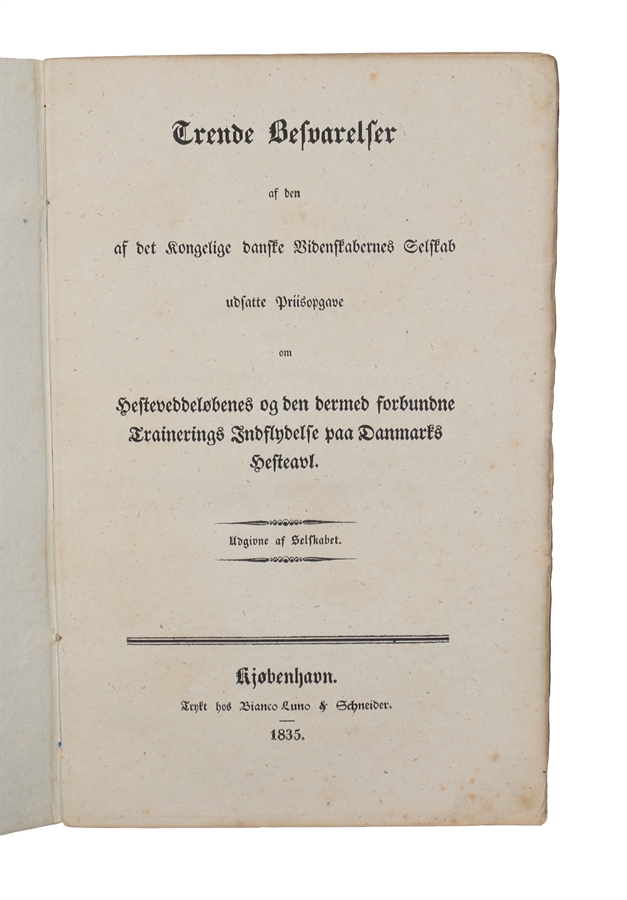 Trende Besvarelser
af den
af det Kongelige danske Videnskabernes Selskab
udsatte Priisopgave
om
Hesteveddeløbenes og den dermed forbundne
Trainerings Indflydelse paa Danmarks
Hesteavl.
Udgivne af Selskabet.
Kjøbenhavn.
Trykt hos Bianco Luno & Schneider.
1835.